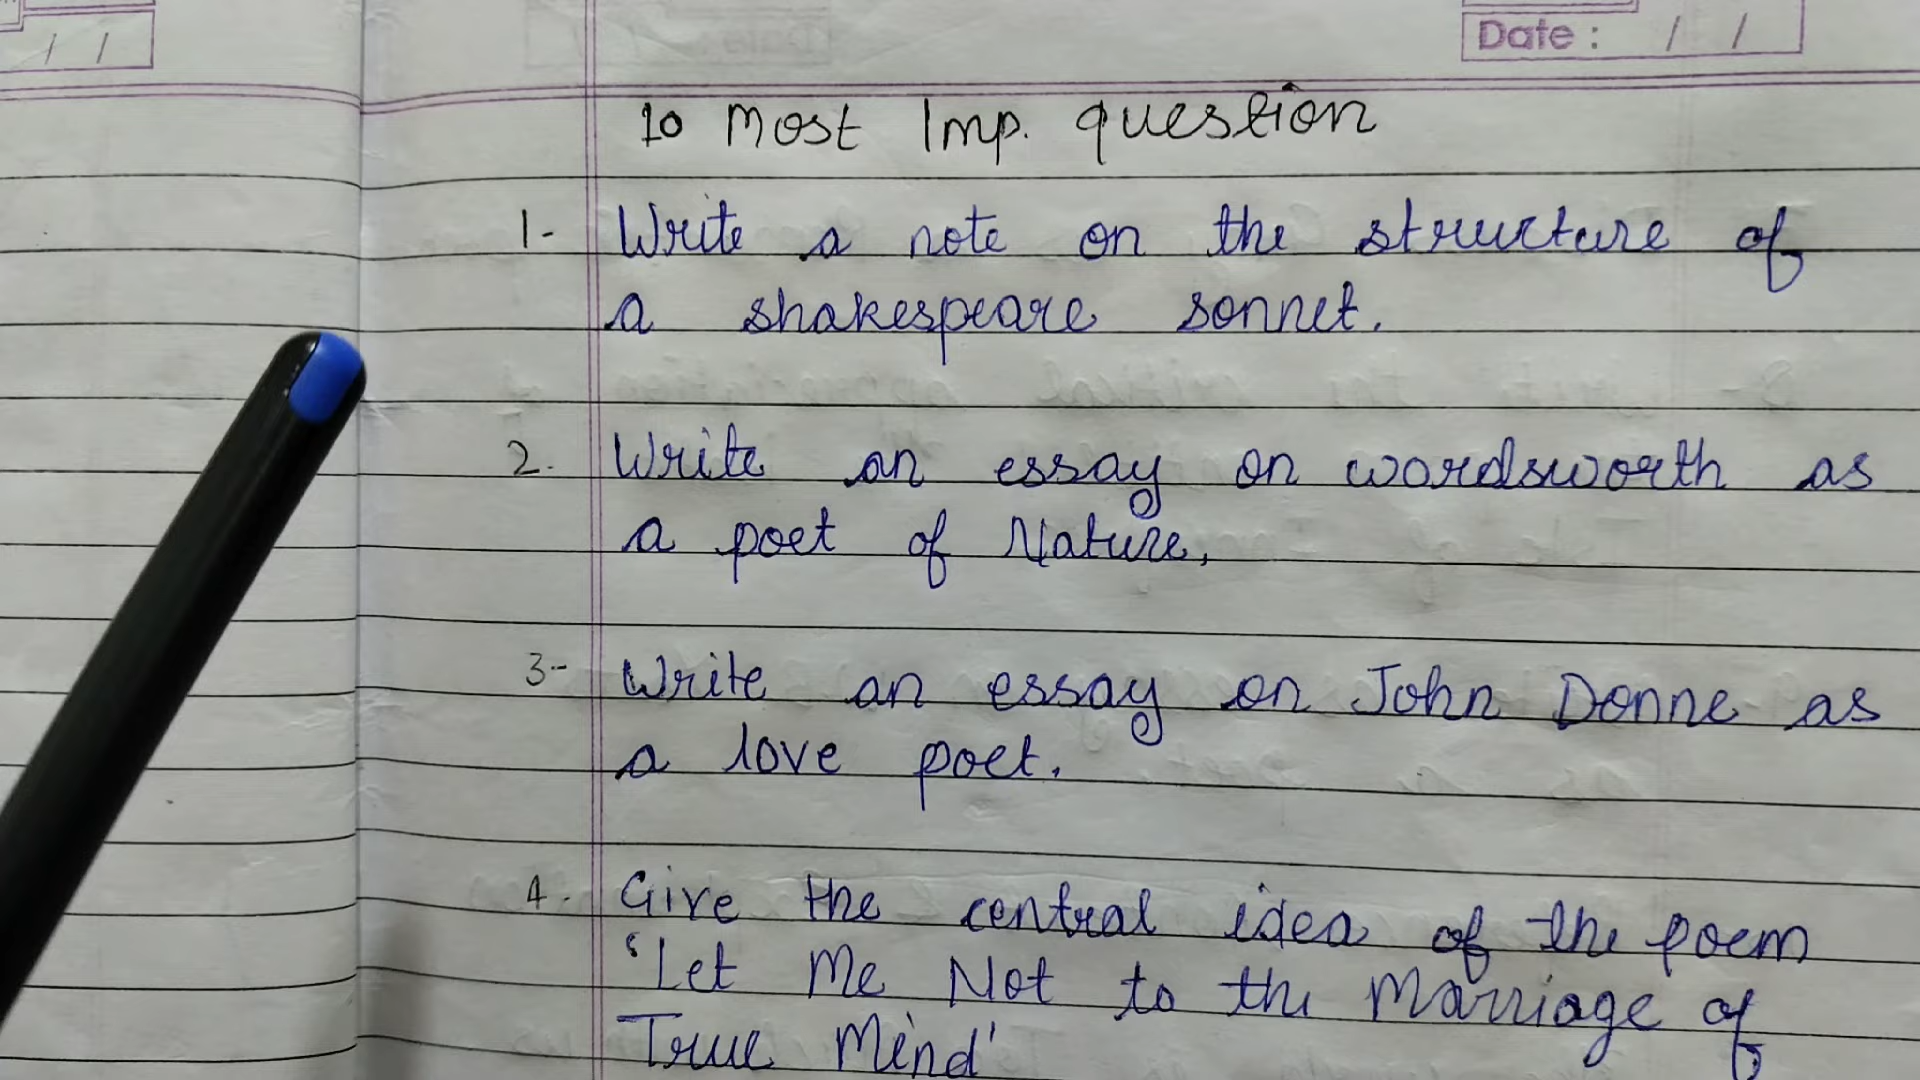 / /
Date : / /
10 Most Imp. question
1- Write a note on the structure of
a shakespeare sonnet.
2. Write an essay on wordsworth as
a poet of Nature,
3- Write an essay on John Donne as
a love poet.
4. Give the central idea of the poem
'Let Me Not to the Marriage of
True Mind'